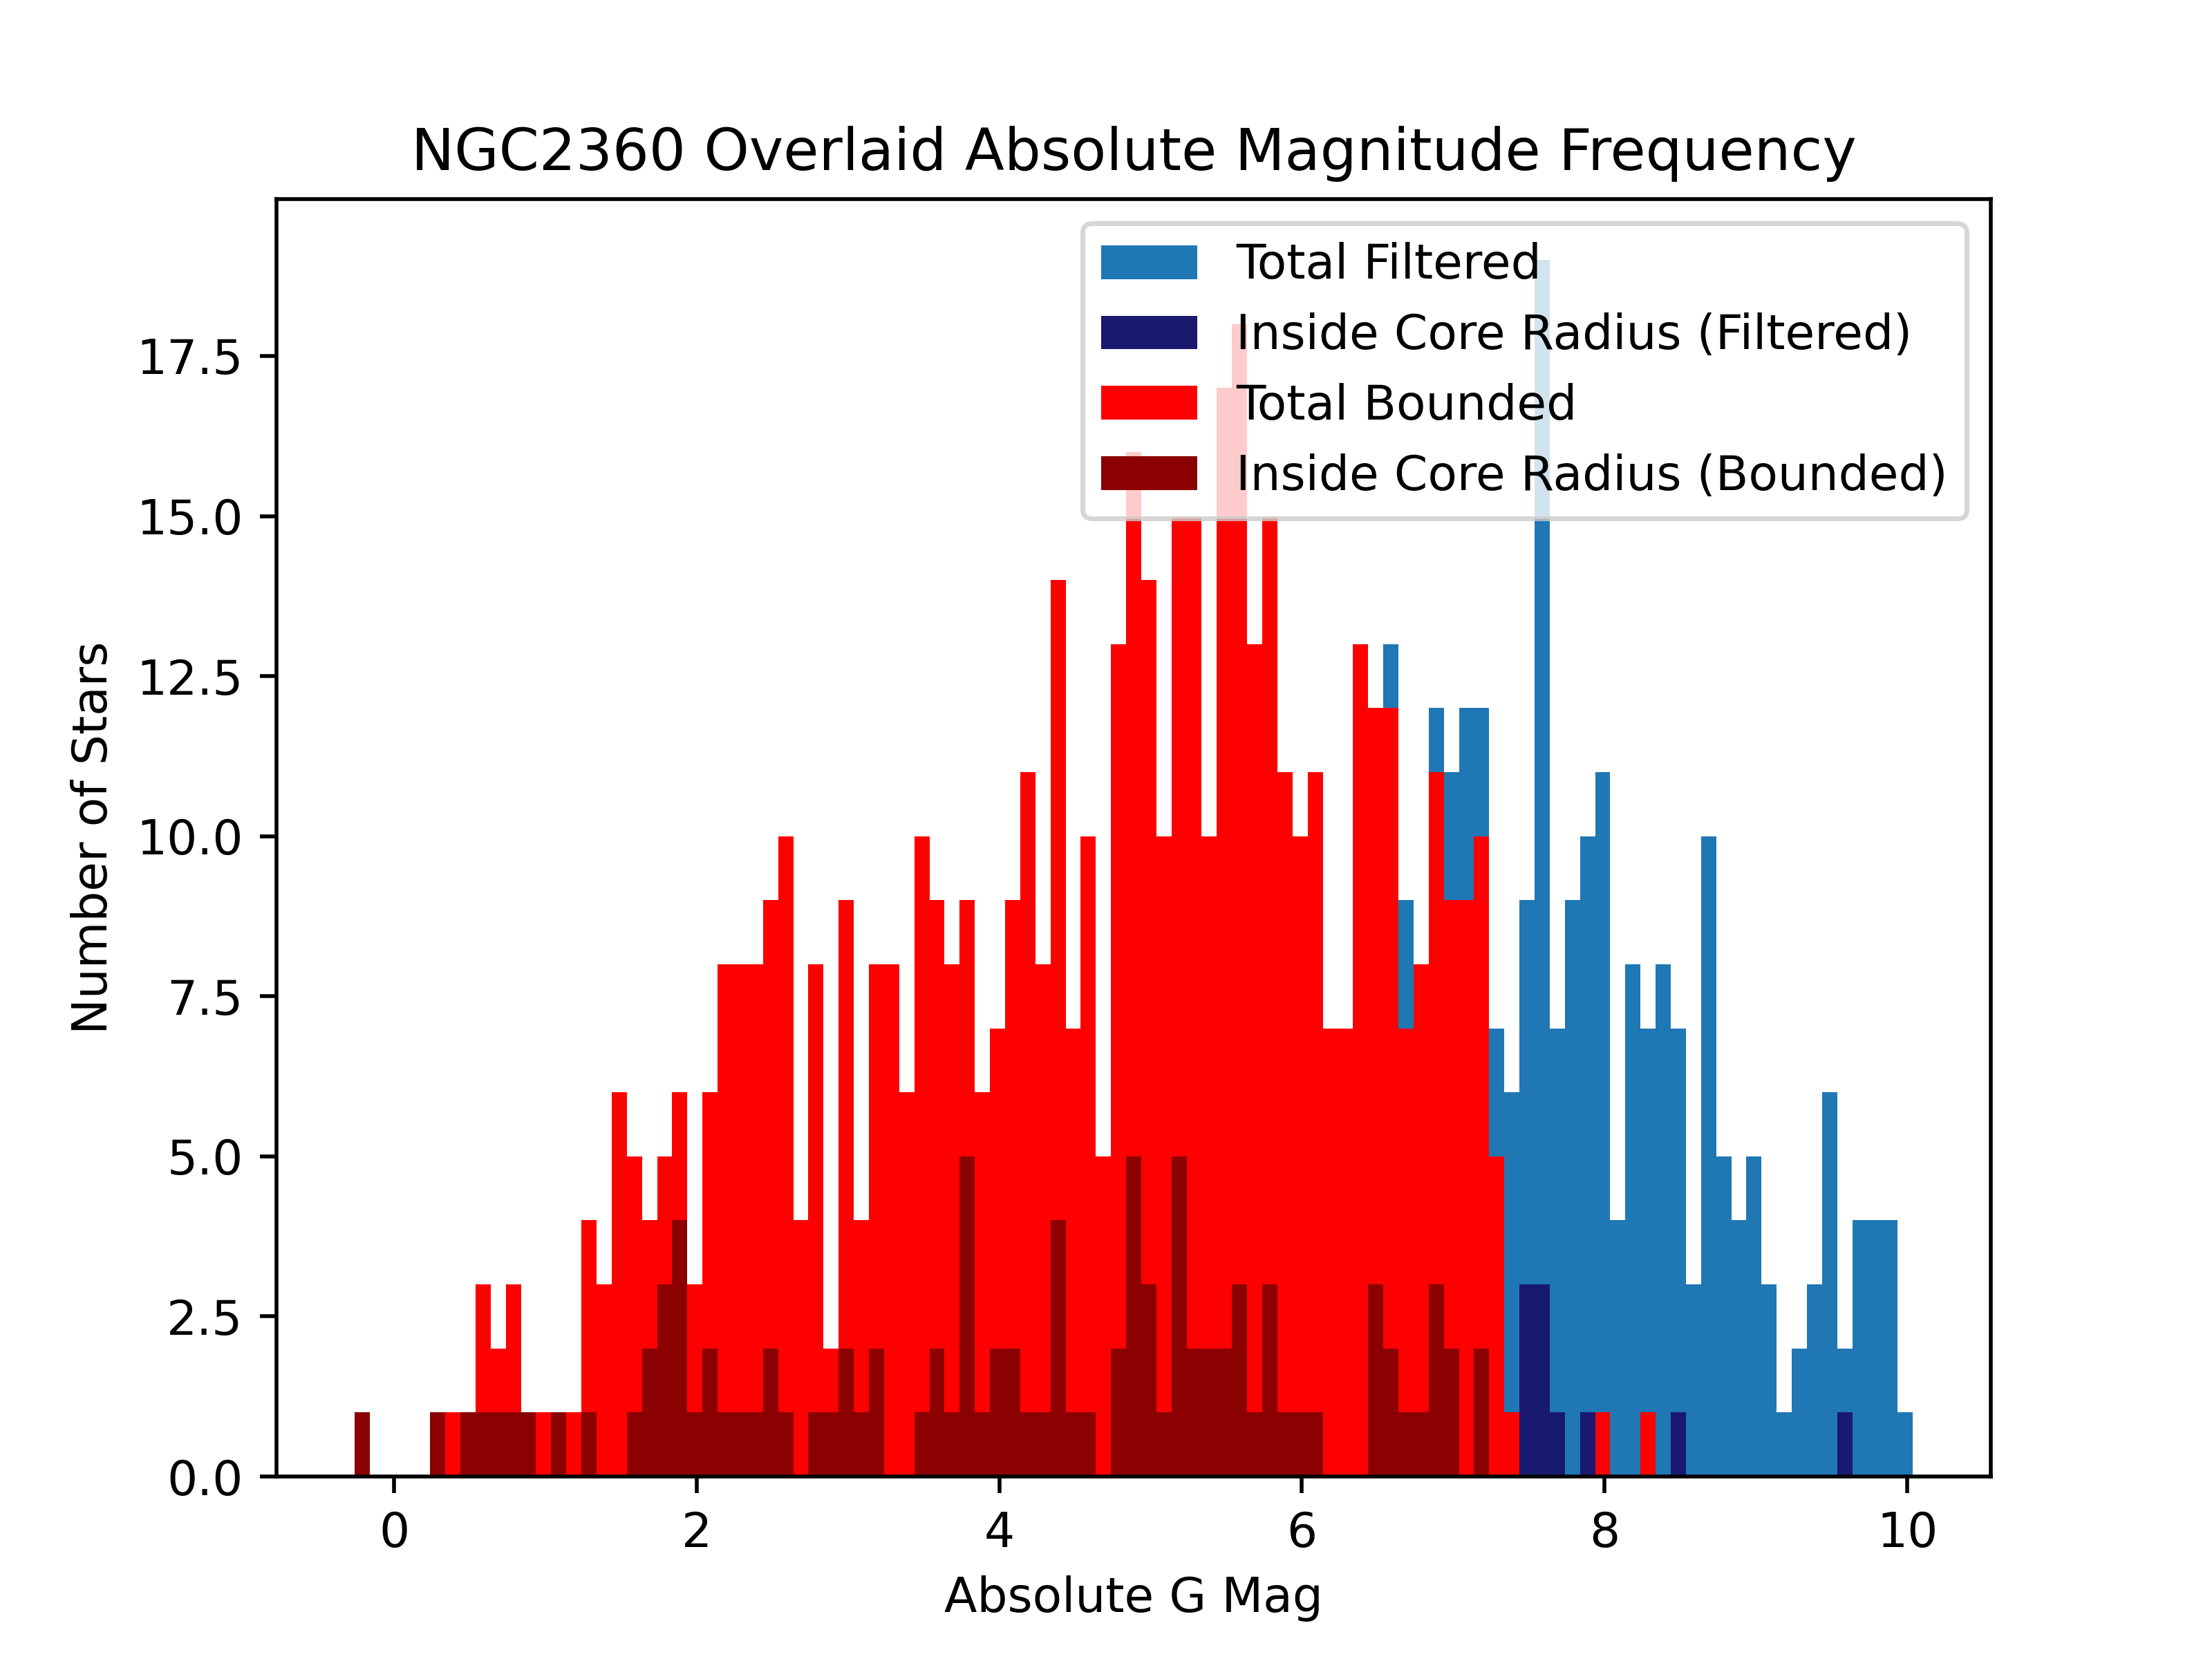 NGC2360 Overlaid Absolute Magnitude Frequency
Total Filtered
Inside Core Radius (Filtered)
Total Bounded
Inside Core Radius (Bounded)
17.5
15.0
12.5
10.0
7.5
5.0
2.5
0.0
Number of Stars
0 2 4 6 8 10
Absolute G Mag